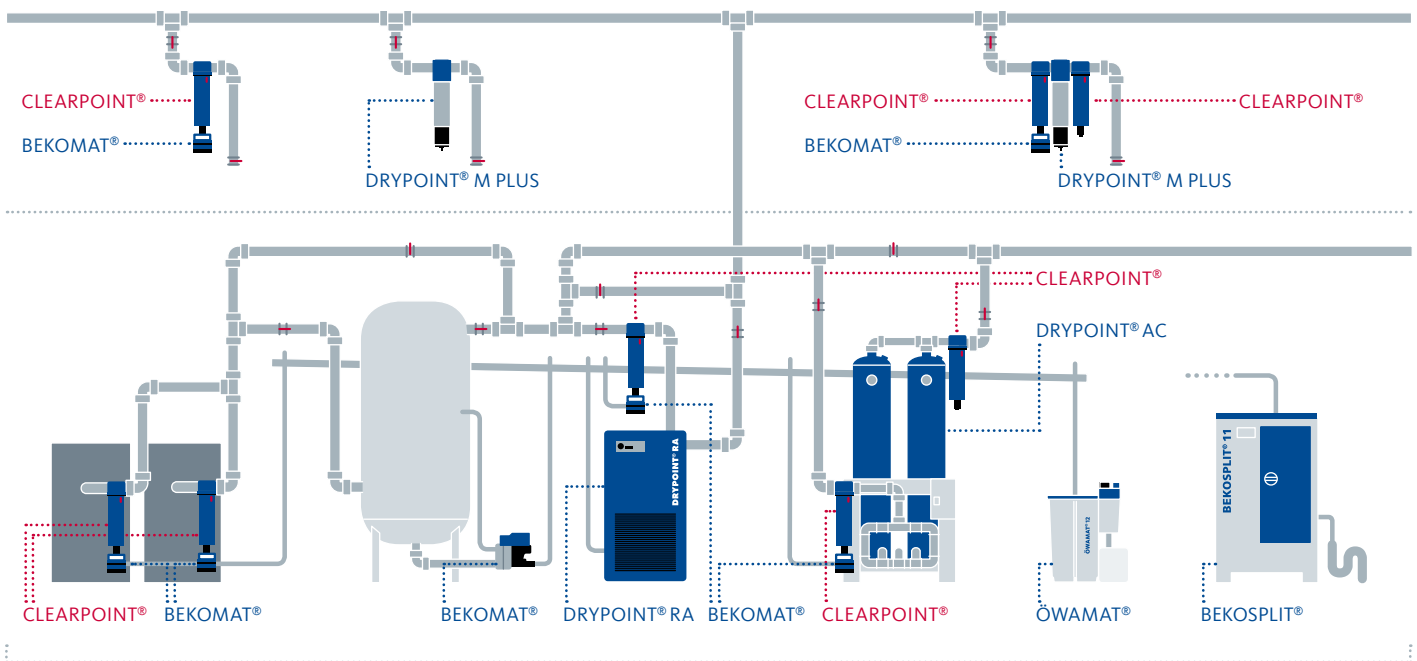 CLEARPOINT®
BEKOMAT®
DRYPOINT® M PLUS
CLEARPOINT®
CLEARPOINT®
BEKOMAT®
DRYPOINT® M PLUS
CLEARPOINT®
DRYPOINT® AC
DRYPOINT® RA
BEKOSPLIT® 11
ÖWAMAT® 12
CLEARPOINT®
BEKOMAT®
BEKOMAT®
DRYPOINT® RA
BEKOMAT®
CLEARPOINT®
ÖWAMAT®
BEKOSPLIT®